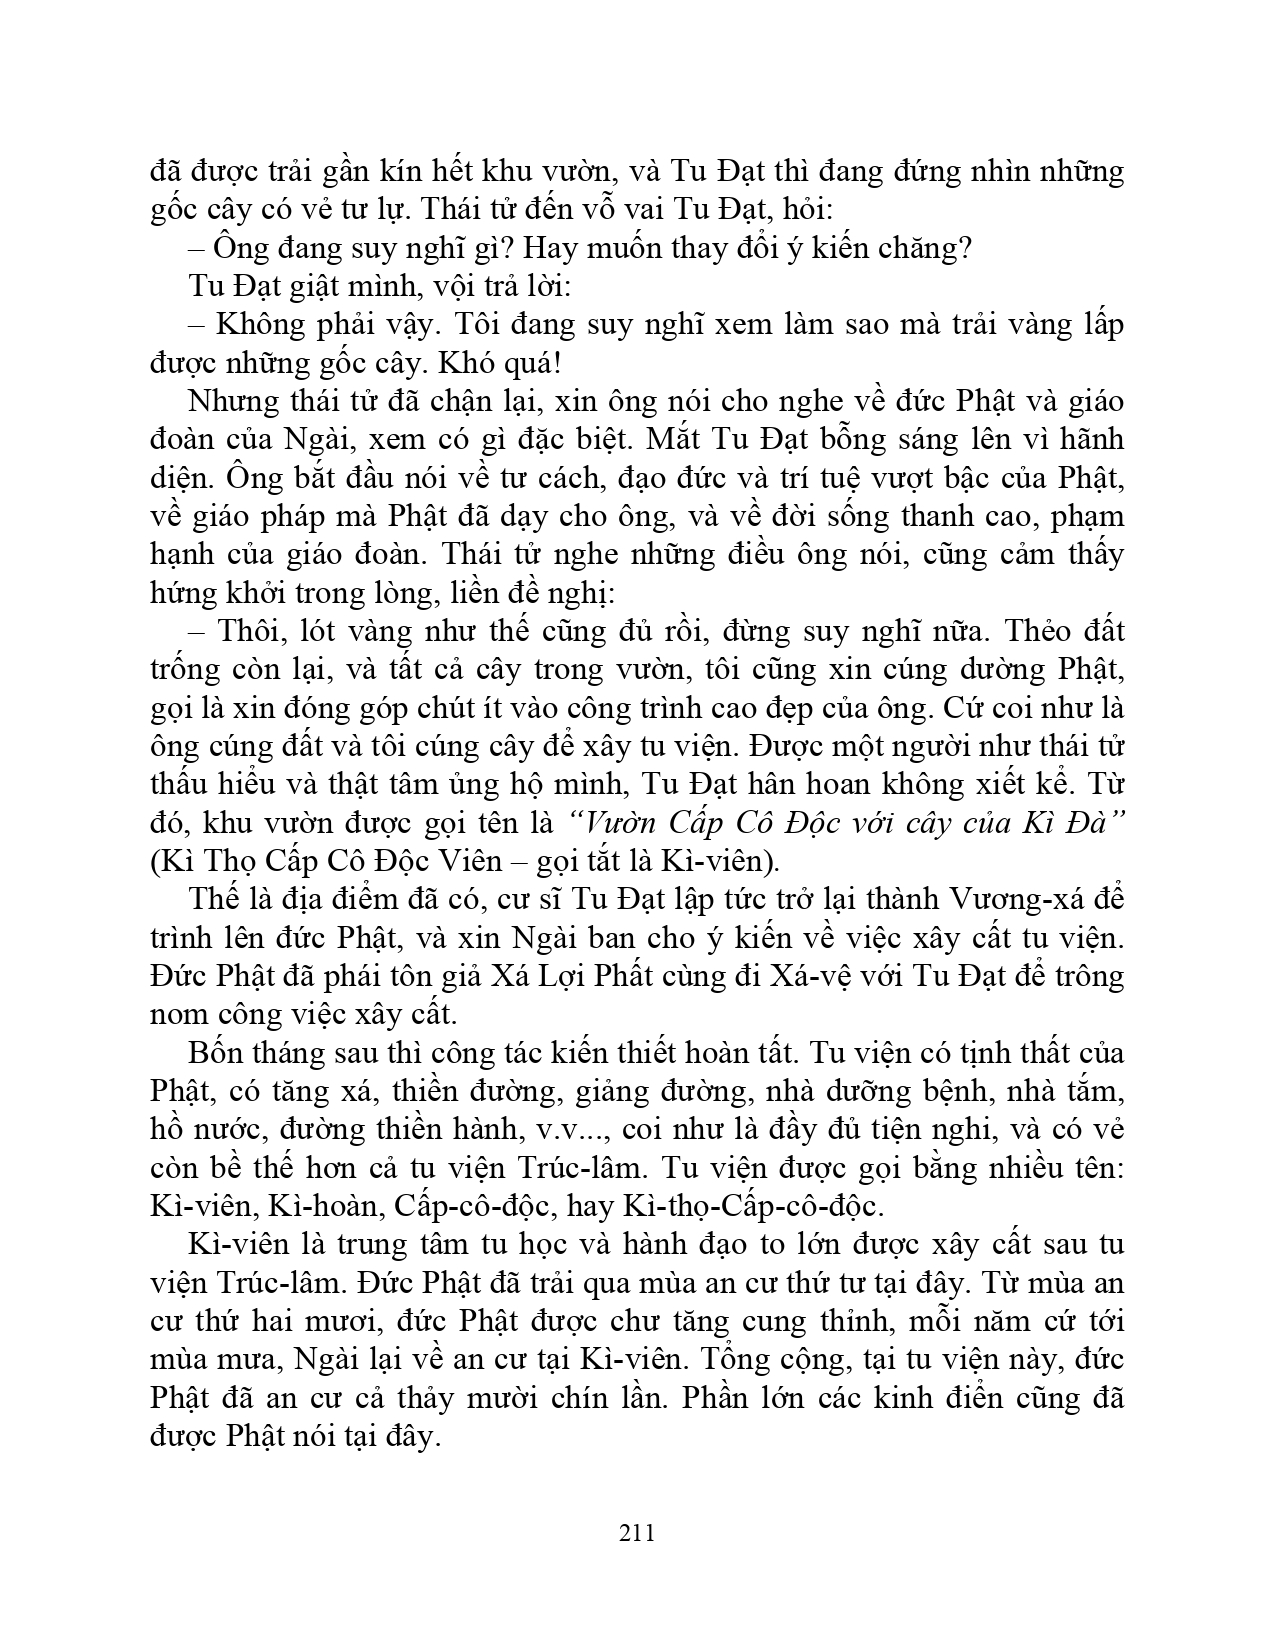 đã được trải gần kín hết khu vườn, và Tu Đạt thì đang đứng nhìn những
gốc cây có vẻ tư lự. Thái tử đến vỗ vai Tu Đạt, hỏi:
– Ông đang suy nghĩ gì? Hay muốn thay đổi ý kiến chăng?
Tu Đạt giật mình, vội trả lời:
– Không phải vậy. Tôi đang suy nghĩ xem làm sao mà trải vàng lấp
được những gốc cây. Khó quá!
Nhưng thái tử đã chận lại, xin ông nói cho nghe về đức Phật và giáo
đoàn của Ngài, xem có gì đặc biệt. Mắt Tu Đạt bỗng sáng lên vì hãnh
diện. Ông bắt đầu nói về tư cách, đạo đức và trí tuệ vượt bậc của Phật,
về giáo pháp mà Phật đã dạy cho ông, và về đời sống thanh cao, phạm
hạnh của giáo đoàn. Thái tử nghe những điều ông nói, cũng cảm thấy
hứng khởi trong lòng, liền đề nghị:
– Thôi, lót vàng như thế cũng đủ rồi, đừng suy nghĩ nữa. Thẻo đất
trống còn lại, và tất cả cây trong vườn, tôi cũng xin cúng dường Phật,
gọi là xin đóng góp chút ít vào công trình cao đẹp của ông. Cứ coi như là
ông cúng đất và tôi cúng cây để xây tu viện. Được một người như thái tử
thấu hiểu và thật tâm ủng hộ mình, Tu Đạt hân hoan không xiết kể. Từ
đó, khu vườn được gọi tên là “Vườn Cấp Cô Độc với cây của Kì Đà”
(Kì Thọ Cấp Cô Độc Viên – gọi tắt là Kì-viên).
Thế là địa điểm đã có, cư sĩ Tu Đạt lập tức trở lại thành Vương-xá để
trình lên đức Phật, và xin Ngài ban cho ý kiến về việc xây cất tu viện.
Đức Phật đã phái tôn giả Xá Lợi Phất cùng đi Xá-vệ với Tu Đạt để trông
nom công việc xây cất.
Bốn tháng sau thì công tác kiến thiết hoàn tất. Tu viện có tịnh thất của
Phật, có tăng xá, thiền đường, giảng đường, nhà dưỡng bệnh, nhà tắm,
hồ nước, đường thiền hành, v.v..., coi như là đầy đủ tiện nghi, và có vẻ
còn bề thế hơn cả tu viện Trúc-lâm. Tu viện được gọi bằng nhiều tên:
Kì-viên, Kì-hoàn, Cấp-cô-độc, hay Kì-thọ-Cấp-cô-độc.
Kì-viên là trung tâm tu học và hành đạo to lớn được xây cất sau tu
viện Trúc-lâm. Đức Phật đã trải qua mùa an cư thứ tư tại đây. Từ mùa an
cư thứ hai mươi, đức Phật được chư tăng cung thỉnh, mỗi năm cứ tới
mùa mưa, Ngài lại về an cư tại Kì-viên. Tổng cộng, tại tu viện này, đức
Phật đã an cư cả thảy mười chín lần. Phần lớn các kinh điển cũng đã
được Phật nói tại đây.
211